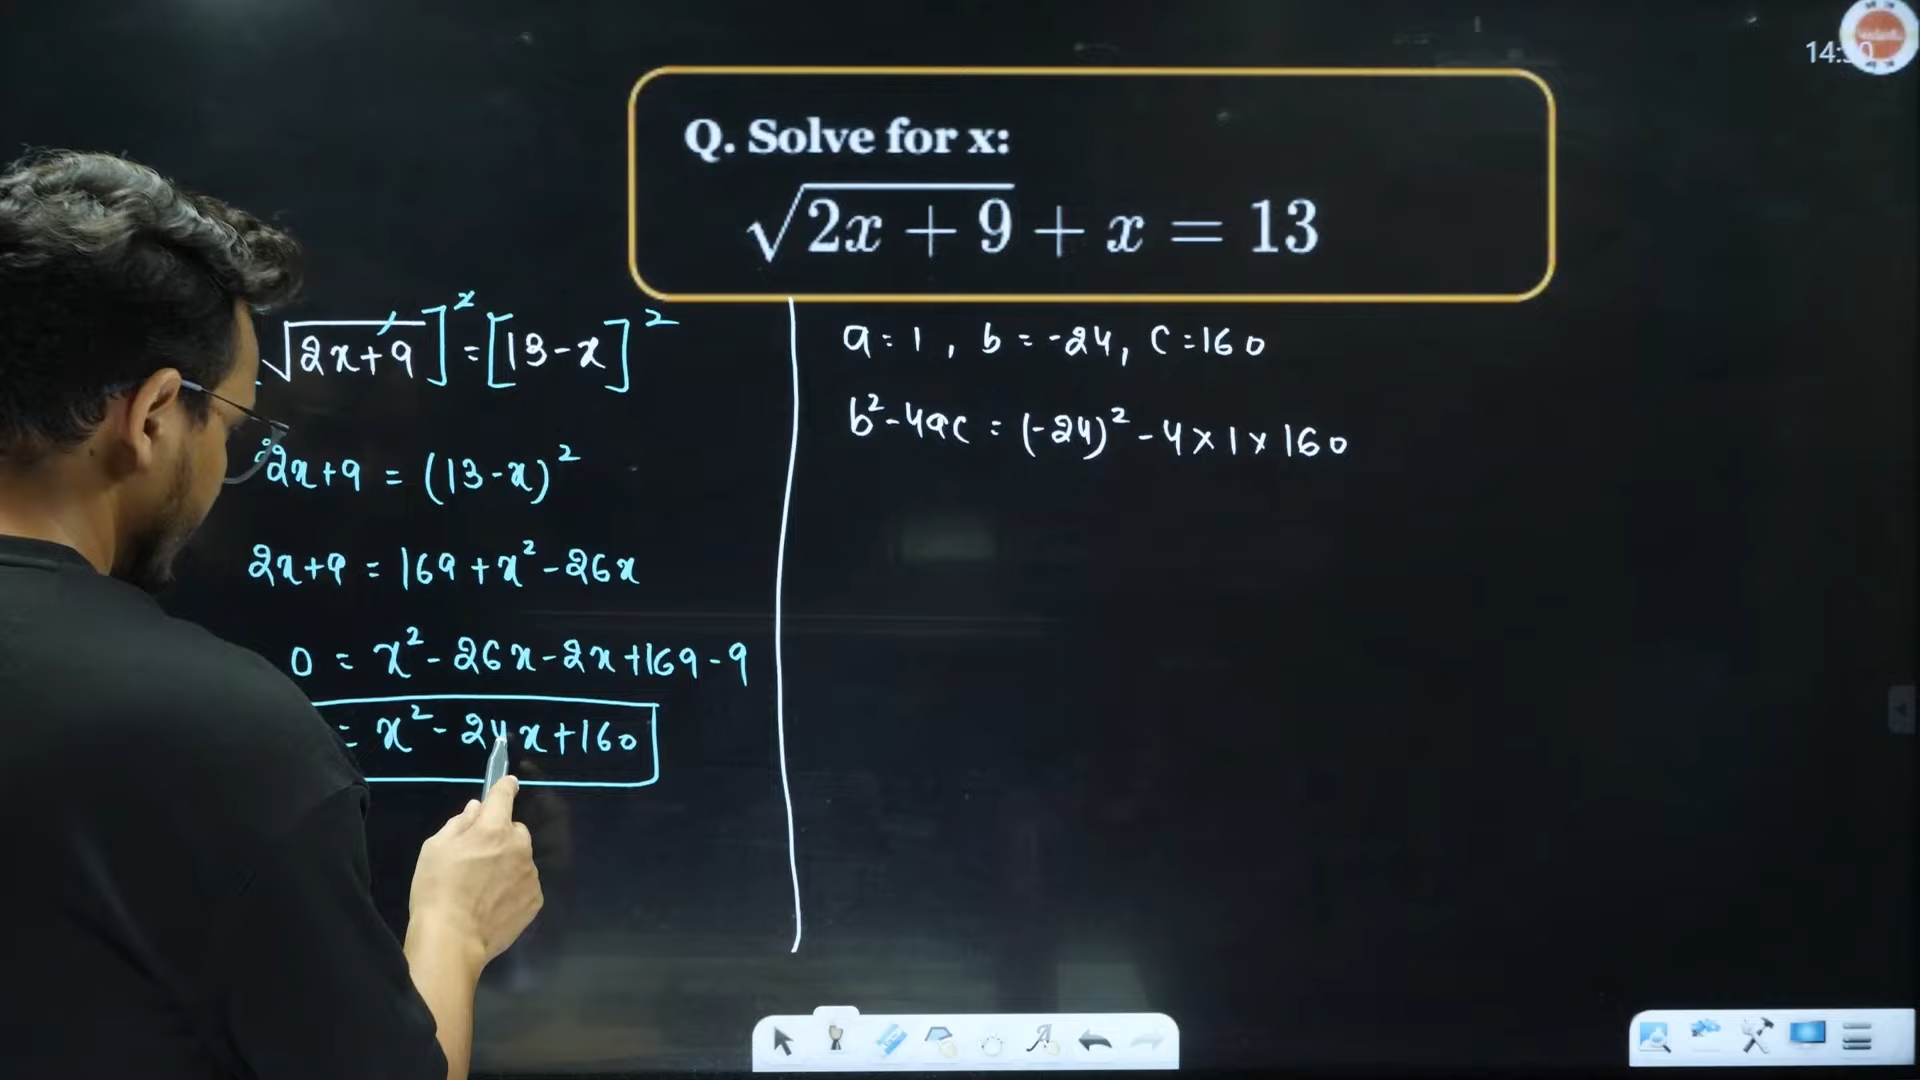 Q. Solve for x:
√2x + 9 + x = 13
√2x+9]² = [13-x]²
2x+9 = (13-x)²
2x+9 = 169+x²-26x
0 = x²-26x-2x+169-9
= x²-24x+160
a=1, b=-24, c=160
b²-4ac = (-24)²-4×1×160